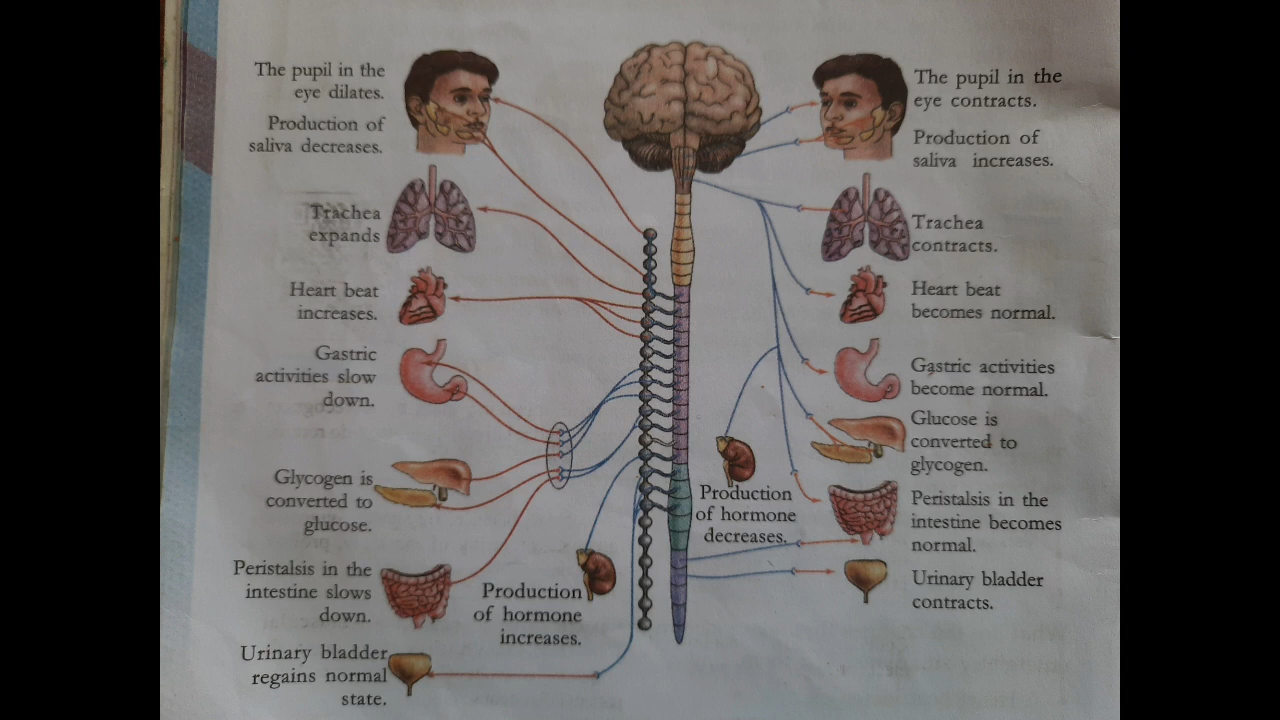 The pupil in the
eye dilates.
Production of
saliva decreases.
Trachea
expands
Heart beat
increases.
Gastric
activities slow
down.
Glycogen is
converted to
glucose.
Peristalsis in the
intestine slows
down.
Urinary bladder
regains normal
state.
Production
of hormone
increases.
Production
of hormone
decreases.
The pupil in the
eye contracts.
Production of
saliva increases.
Trachea
contracts.
Heart beat
becomes normal.
Gastric activities
become normal.
Glucose is
converted to
glycogen.
Peristalsis in the
intestine becomes
normal.
Urinary bladder
contracts.